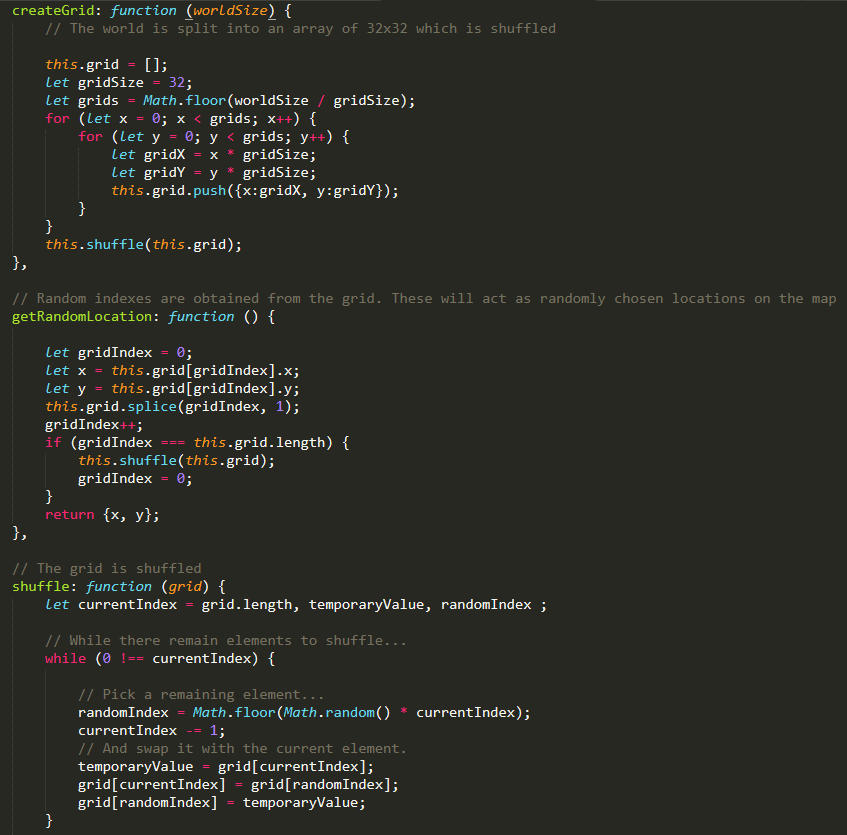 createGrid: function (worldSize) {
    // The world is split into an array of 32x32 which is shuffled

    this.grid = [];
    let gridSize = 32;
    let grids = Math.floor(worldSize / gridSize);
    for (let x = 0; x < grids; x++) {
        for (let y = 0; y < grids; y++) {
            let gridX = x * gridSize;
            let gridY = y * gridSize;
            this.grid.push({x:gridX, y:gridY});
        }
    }
    this.shuffle(this.grid);
},

// Random indexes are obtained from the grid. These will act as randomly chosen locations on the map
getRandomLocation: function () {

    let gridIndex = 0;
    let x = this.grid[gridIndex].x;
    let y = this.grid[gridIndex].y;
    this.grid.splice(gridIndex, 1);
    gridIndex++;
    if (gridIndex === this.grid.length) {
        this.shuffle(this.grid);
        gridIndex = 0;
    }
    return {x, y};
},

// The grid is shuffled
shuffle: function (grid) {
    let currentIndex = grid.length, temporaryValue, randomIndex ;

    // While there remain elements to shuffle...
    while (0 !== currentIndex) {

        // Pick a remaining element...
        randomIndex = Math.floor(Math.random() * currentIndex);
        currentIndex -= 1;
        // And swap it with the current element.
        temporaryValue = grid[currentIndex];
        grid[currentIndex] = grid[randomIndex];
        grid[randomIndex] = temporaryValue;
    }